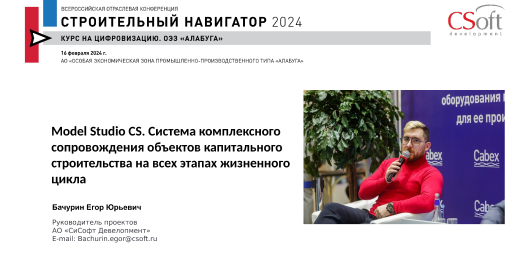 ВСЕРОССИЙСКАЯ ОТРАСЛЕВАЯ КОНФЕРЕНЦИЯ
СТРОИТЕЛЬНЫЙ НАВИГАТОР 2024
КУРС НА ЦИФРОВИЗАЦИЮ. ОЭЗ «АЛАБУГА»
16 февраля 2024 г.
АО «ОСОБАЯ ЭКОНОМИЧЕСКАЯ ЗОНА ПРОМЫШЛЕННО-ПРОИЗВОДСТВЕННОГО ТИПА «АЛАБУГА»
CSoft
development
Model Studio CS. Система комплексного
сопровождения объектов капитального
строительства на всех этапах жизненного
цикла
Бачурин Егор Юрьевич
Руководитель проектов
АО «СиСофт Девелопмент»
E-mail: Bachurin.egor@csoft.ru
оборудования и
для ее прои
Cabex
Cabex